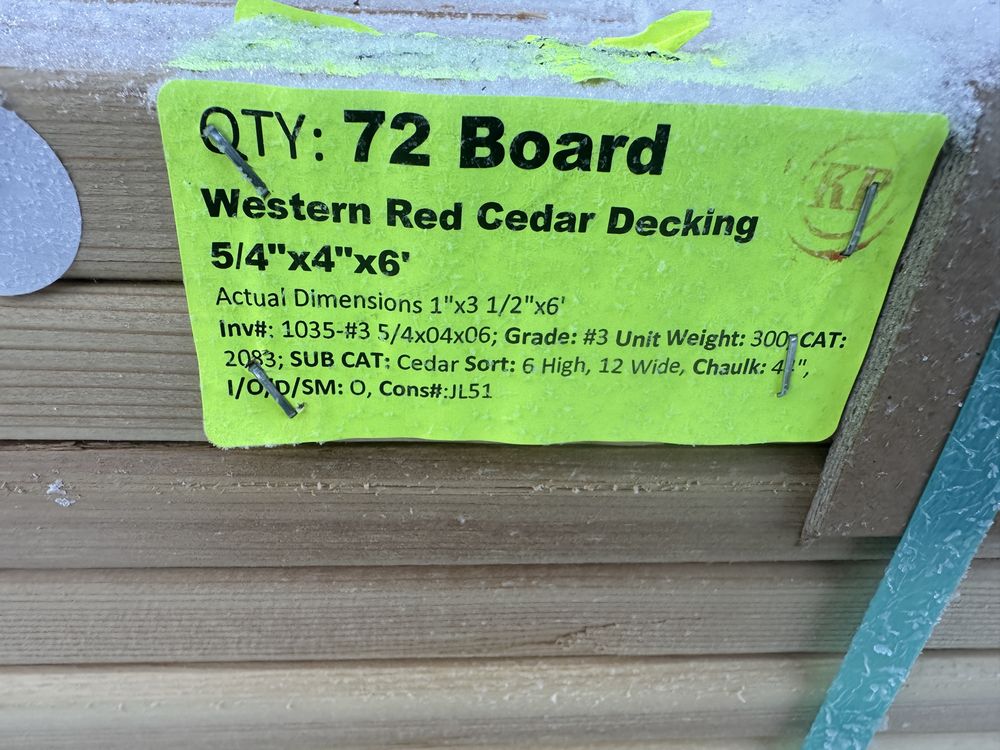 QTY: 72 Board
KP
Western Red Cedar Decking
5/4"x4"x6'
Actual Dimensions 1"x3 1/2"x6'
Inv#: 1035-#3 5/4x04x06; Grade: #3 Unit Weight: 300; CAT:
2083; SUB CAT: Cedar Sort: 6 High, 12 Wide, Chaulk:
I/O/D/SM: O, Cons#:JL51